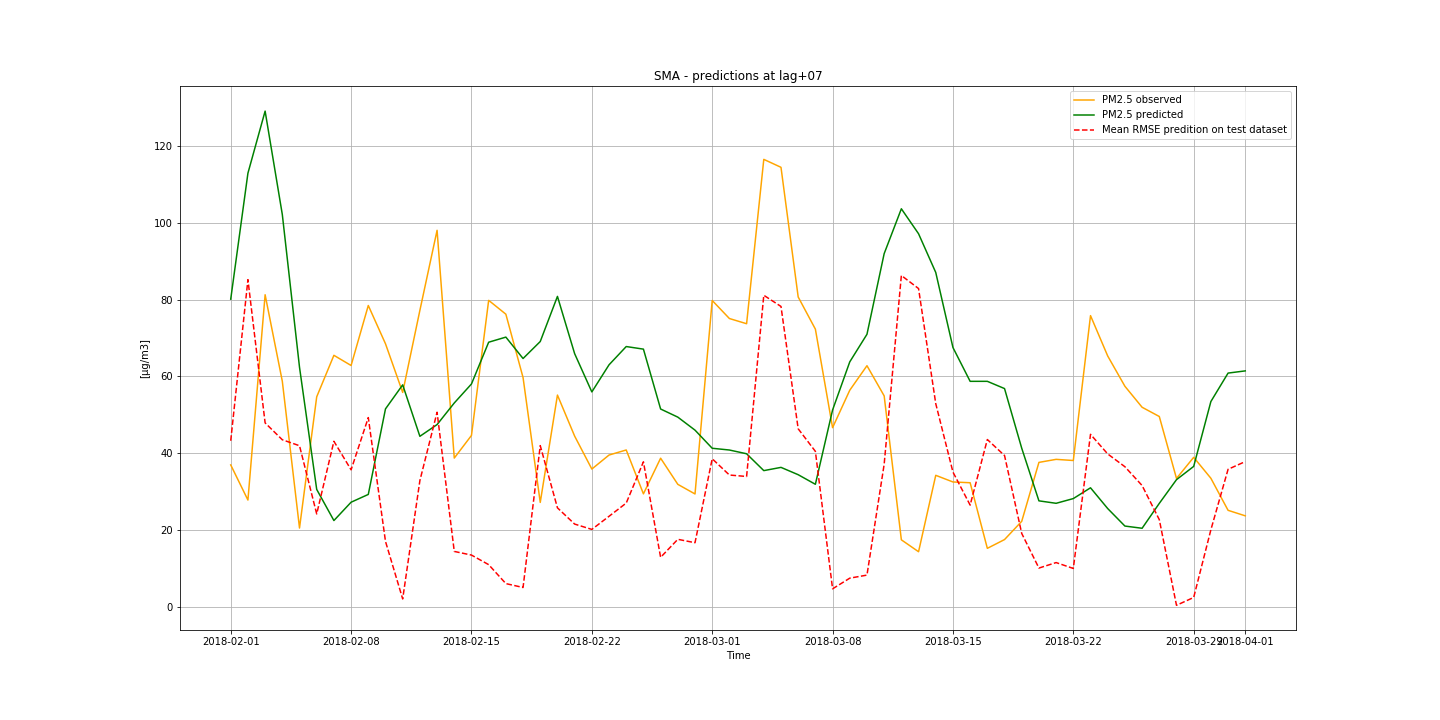 SMA - predictions at lag+07
PM2.5 observed
PM2.5 predicted
Mean RMSE predition on test dataset
[µg/m3]
120
100
80
60
40
20
0
2018-02-01 2018-02-08 2018-02-15 2018-02-22 2018-03-01 2018-03-08 2018-03-15 2018-03-22 2018-03-29 2018-04-01
Time